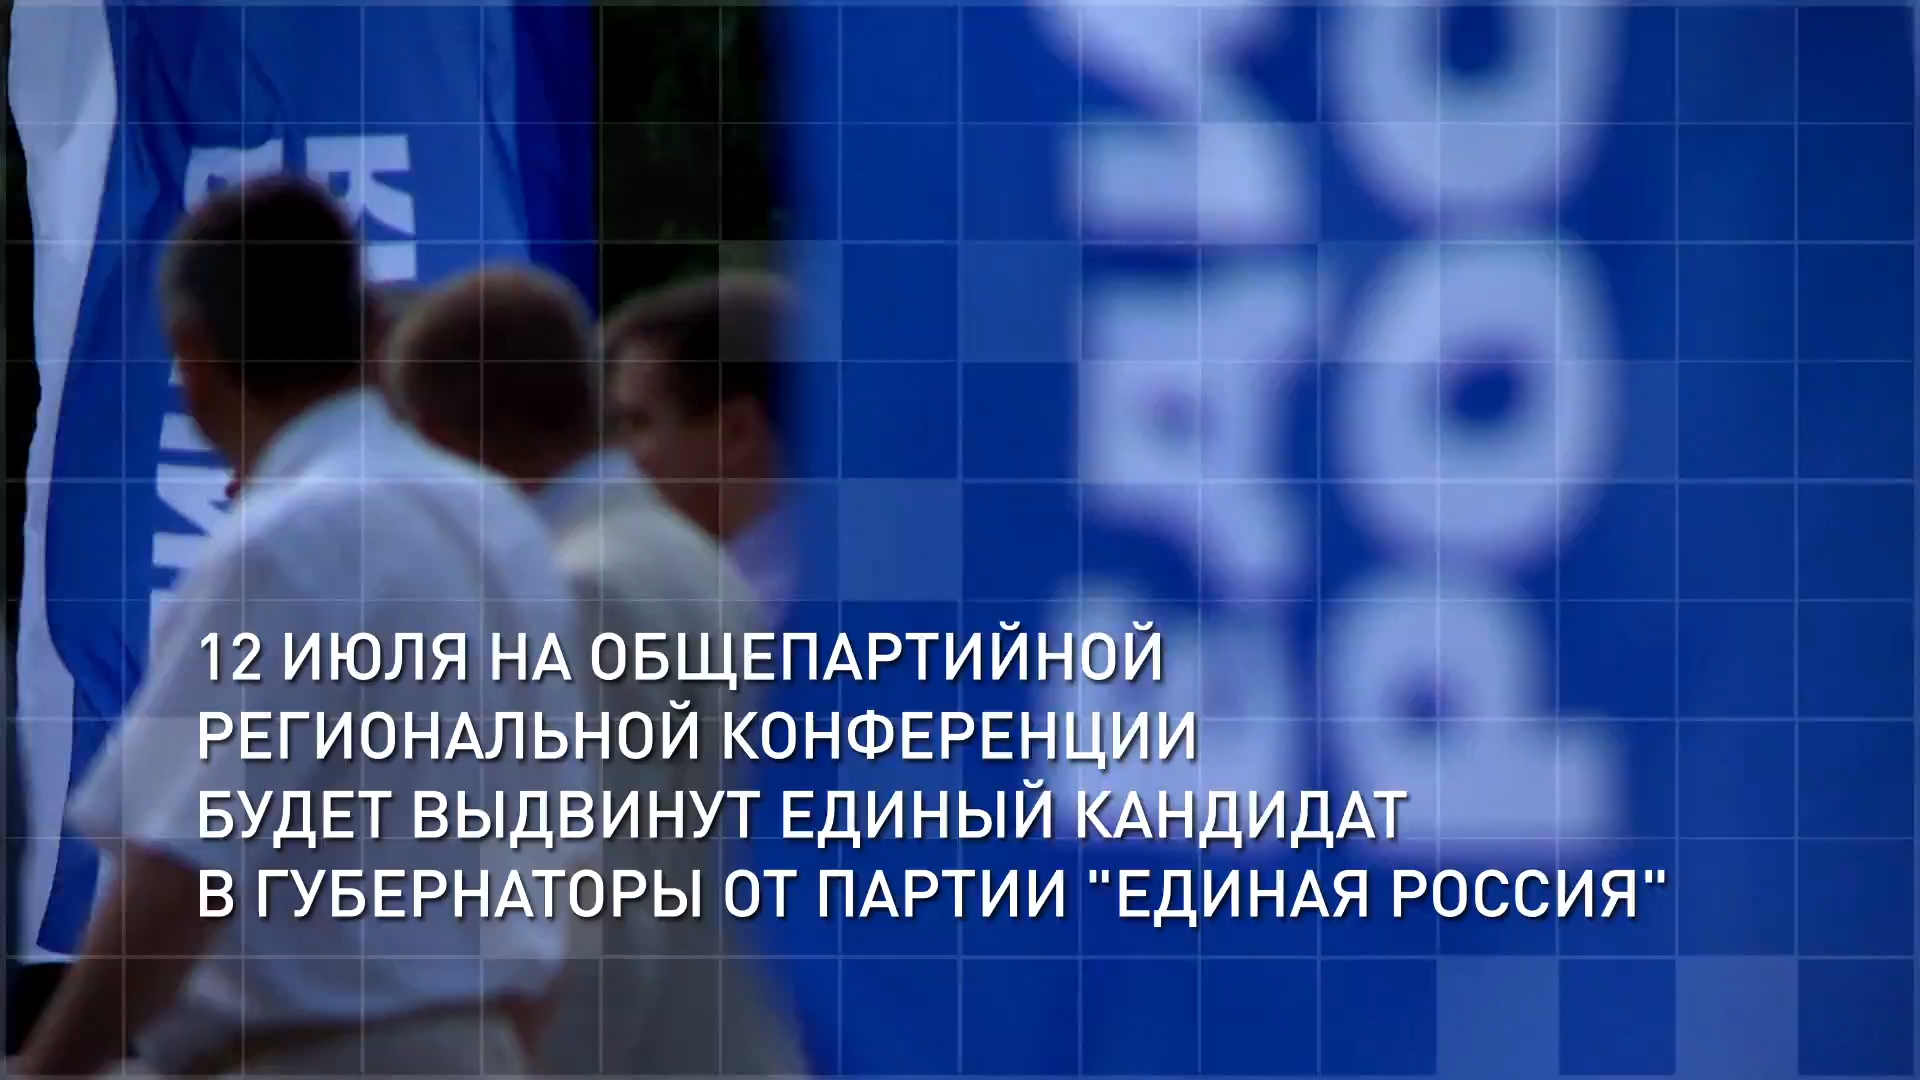 12 ИЮЛЯ НА ОБЩЕПАРТИЙНОЙ
РЕГИОНАЛЬНОЙ КОНФЕРЕНЦИИ
БУДЕТ ВЫДВИНУТ ЕДИНЫЙ КАНДИДАТ
В ГУБЕРНАТОРЫ ОТ ПАРТИИ "ЕДИНАЯ РОССИЯ"